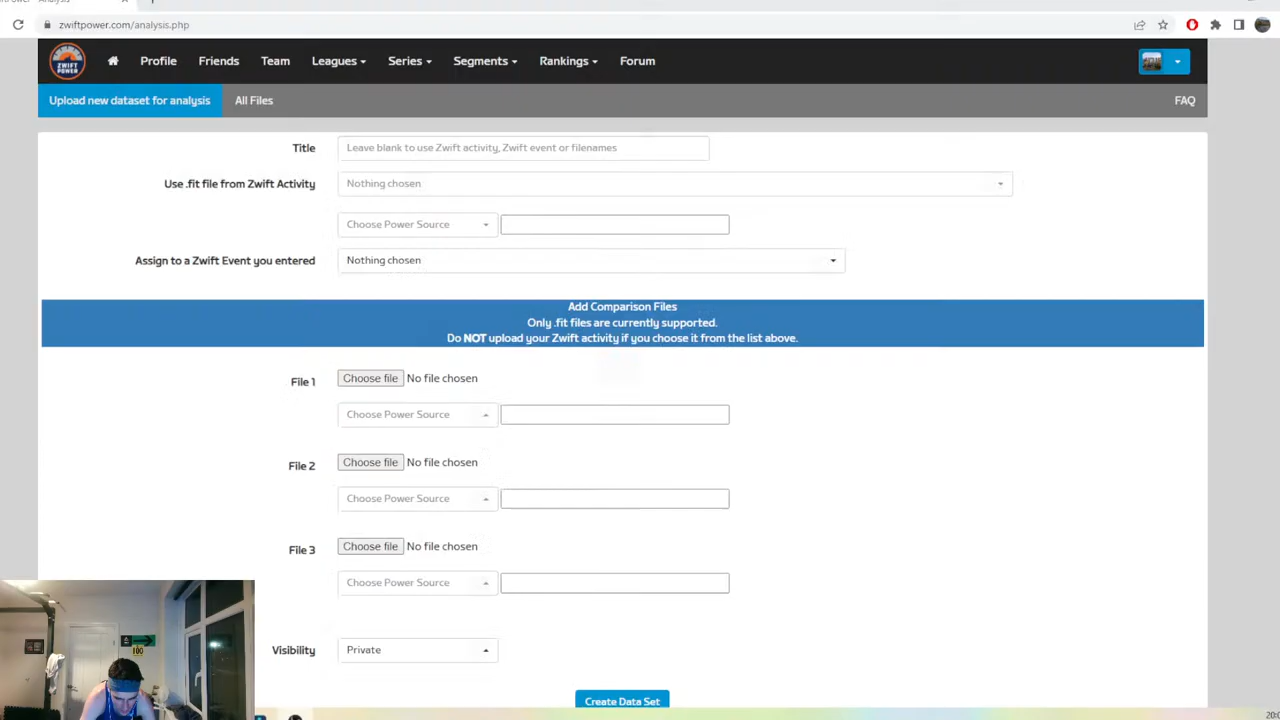 zwiftpower.com/analysis.php
ZWIFT
POWER
Profile
Friends
Team
Leagues
Series
Segments
Rankings
Forum
Upload new dataset for analysis
All Files
FAQ
Title
Leave blank to use Zwift activity, Zwift event or filenames
Use .fit file from Zwift Activity
Nothing chosen
Choose Power Source
Assign to a Zwift Event you entered
Nothing chosen
Add Comparison Files
Only .fit files are currently supported.
Do NOT upload your Zwift activity if you choose it from the list above.
File 1
Choose file No file chosen
Choose Power Source
File 2
Choose file No file chosen
Choose Power Source
File 3
Choose file No file chosen
Choose Power Source
Visibility
Private
Create Data Set
100